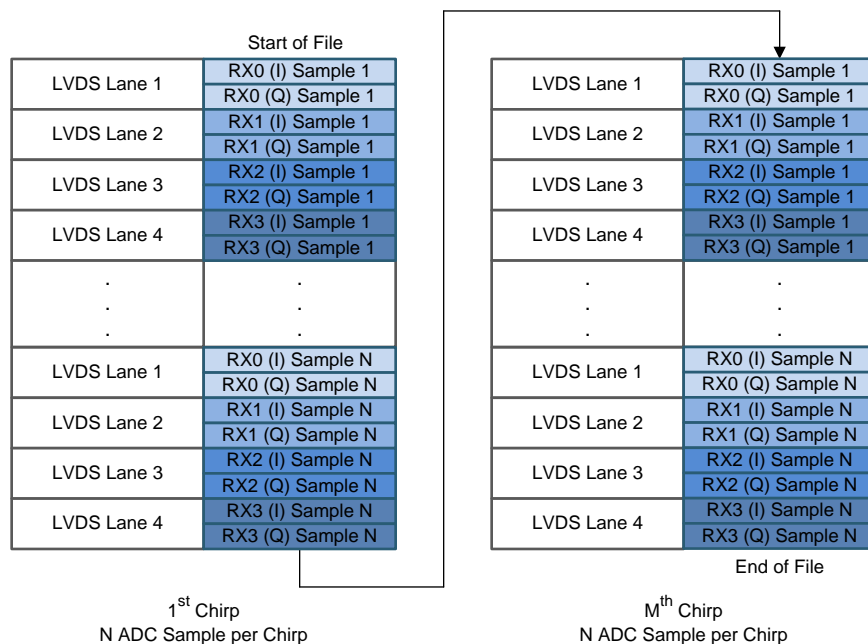 Start of File
LVDS Lane 1
RX0 (I) Sample 1
RX0 (Q) Sample 1
LVDS Lane 2
RX1 (I) Sample 1
RX1 (Q) Sample 1
LVDS Lane 3
RX2 (I) Sample 1
RX2 (Q) Sample 1
LVDS Lane 4
RX3 (I) Sample 1
RX3 (Q) Sample 1
.
.
.
.
.
.
LVDS Lane 1
RX0 (I) Sample N
RX0 (Q) Sample N
LVDS Lane 2
RX1 (I) Sample N
RX1 (Q) Sample N
LVDS Lane 3
RX2 (I) Sample N
RX2 (Q) Sample N
LVDS Lane 4
RX3 (I) Sample N
RX3 (Q) Sample N
1st Chirp
N ADC Sample per Chirp
LVDS Lane 1
RX0 (I) Sample 1
RX0 (Q) Sample 1
LVDS Lane 2
RX1 (I) Sample 1
RX1 (Q) Sample 1
LVDS Lane 3
RX2 (I) Sample 1
RX2 (Q) Sample 1
LVDS Lane 4
RX3 (I) Sample 1
RX3 (Q) Sample 1
.
.
.
.
.
.
LVDS Lane 1
RX0 (I) Sample N
RX0 (Q) Sample N
LVDS Lane 2
RX1 (I) Sample N
RX1 (Q) Sample N
LVDS Lane 3
RX2 (I) Sample N
RX2 (Q) Sample N
LVDS Lane 4
RX3 (I) Sample N
RX3 (Q) Sample N
End of File
Mth Chirp
N ADC Sample per Chirp